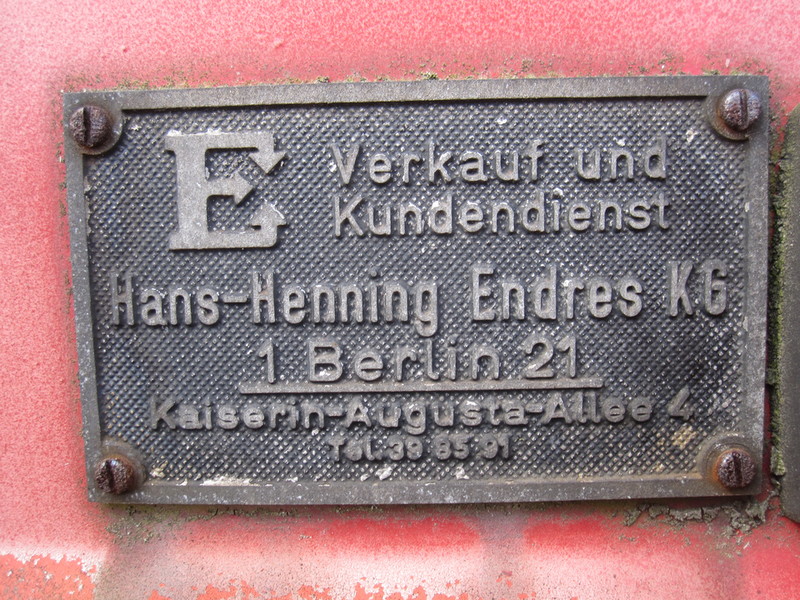 E Verkauf und
Kundendienst
Hans-Henning Endres KG
1 Berlin 21
Kaiserin-Augusta-Allee 4
Tel. 39 85 91